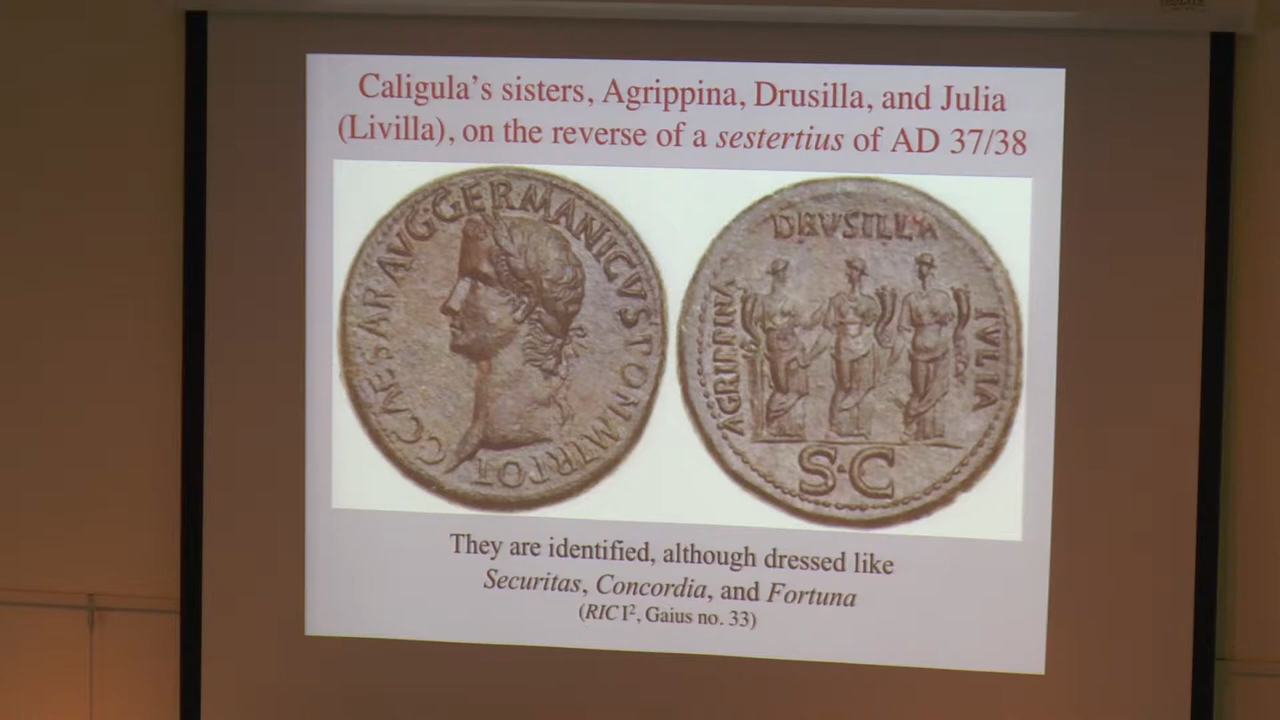 Caligula's sisters, Agrippina, Drusilla, and Julia
(Livilla), on the reverse of a sestertius of AD 37/38
C CAESAR AVG GERMANICVS PON M TR POT
DRVSILLA
AGRIPPINA
IVLIA
S·C
They are identified, although dressed like
Securitas, Concordia, and Fortuna
(RIC I², Gaius no. 33)